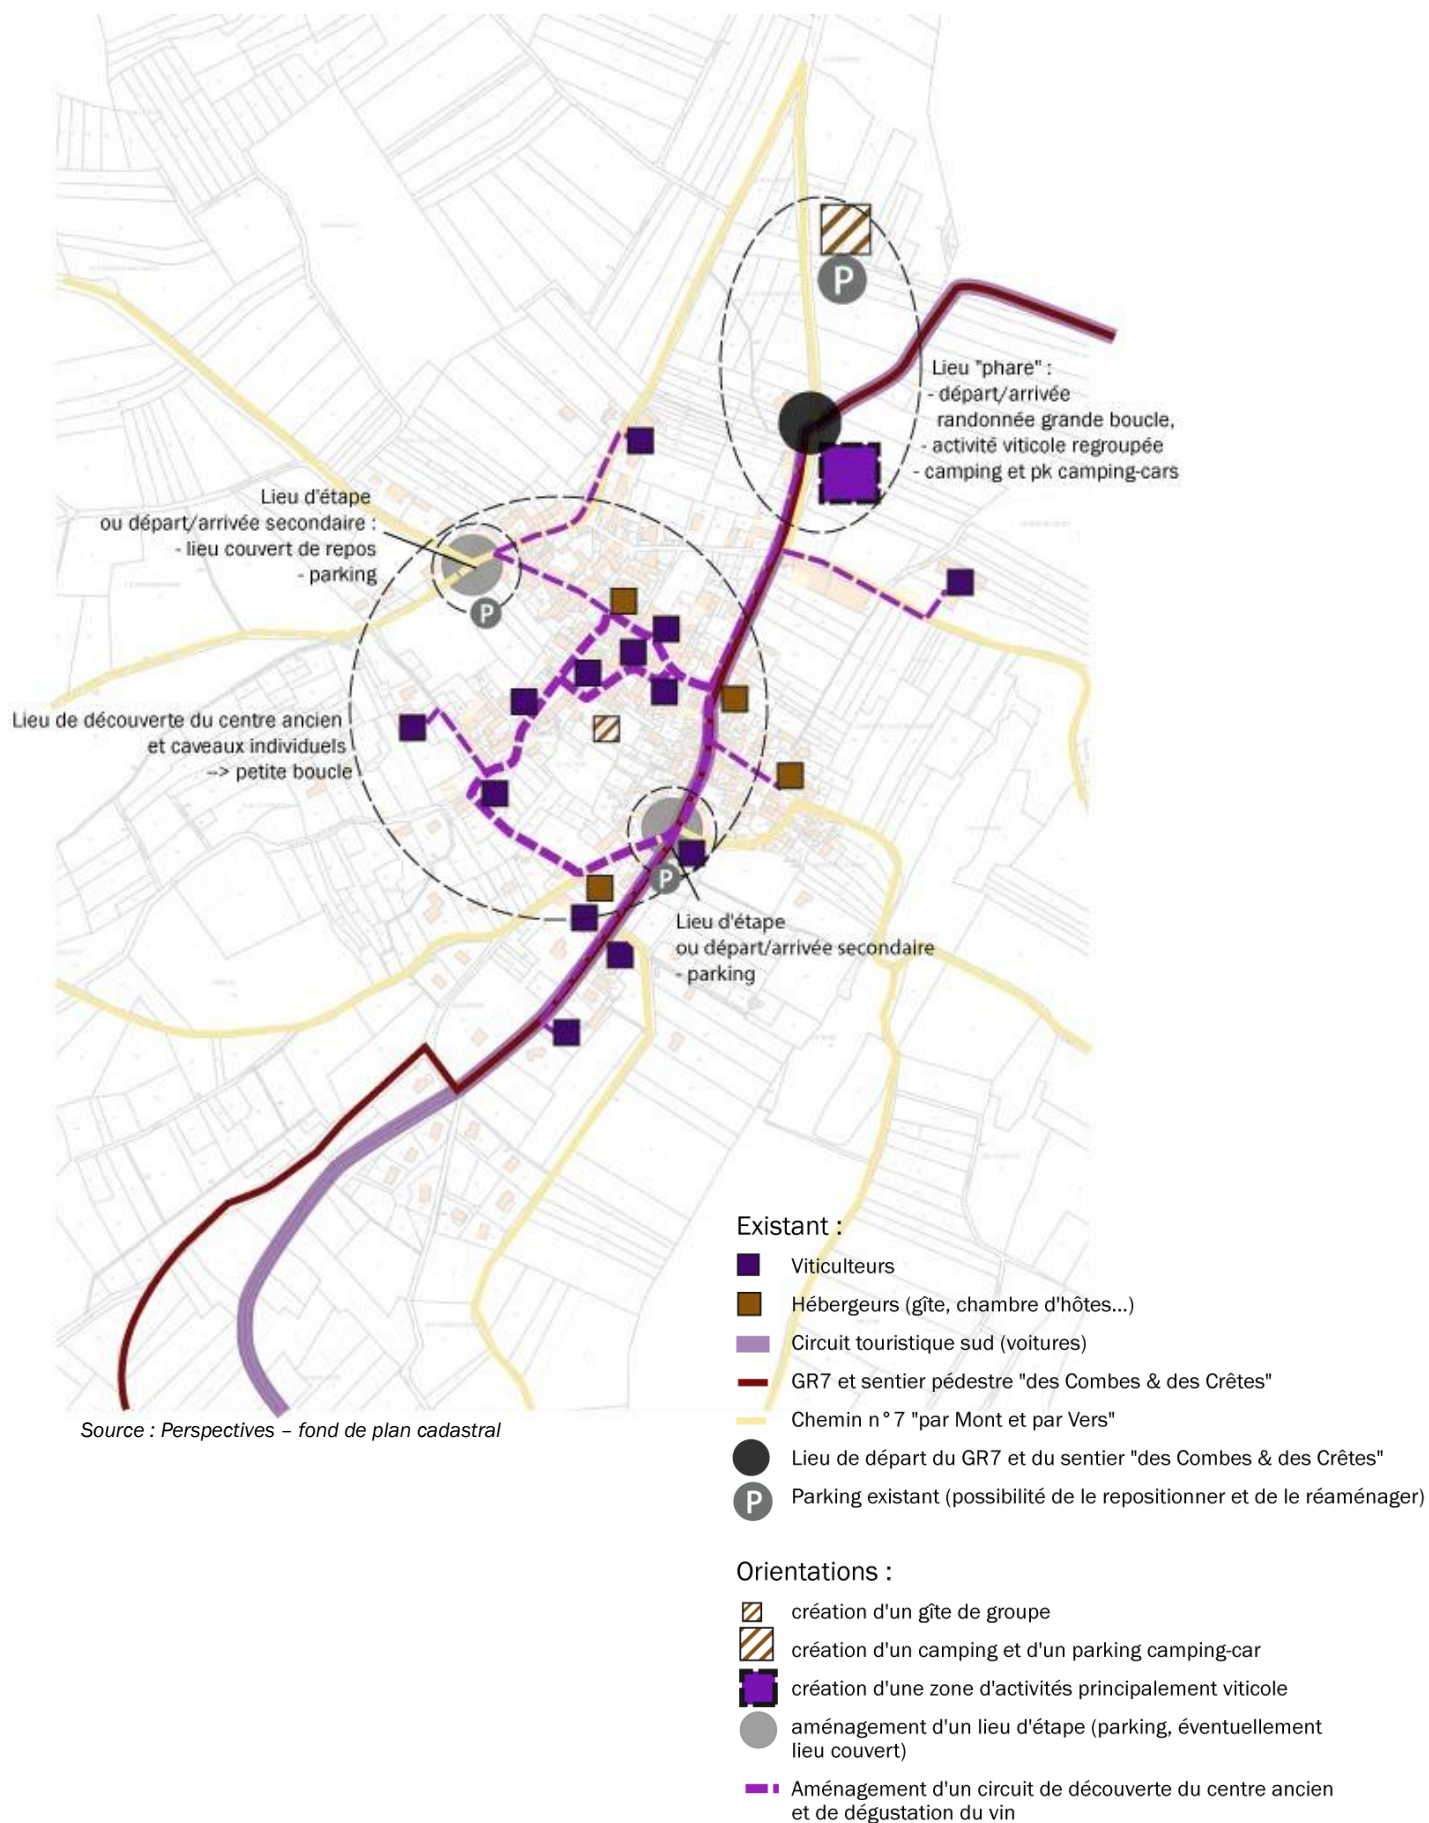 P
Lieu "phare" :
- départ/arrivée
randonnée grande boucle,
- activité viticole regroupée
- camping et pk camping-cars
Lieu d'étape
ou départ/arrivée secondaire :
- lieu couvert de repos
- parking
P
Lieu de découverte du centre ancien
et caveaux individuels
--> petite boucle
P
Lieu d'étape
ou départ/arrivée secondaire
- parking
Source : Perspectives – fond de plan cadastral
Existant :
Viticulteurs
Hébergeurs (gîte, chambre d'hôtes...)
Circuit touristique sud (voitures)
GR7 et sentier pédestre "des Combes & des Crêtes"
Chemin n°7 "par Mont et par Vers"
Lieu de départ du GR7 et du sentier "des Combes & des Crêtes"
P Parking existant (possibilité de le repositionner et de le réaménager)
Orientations :
création d'un gîte de groupe
création d'un camping et d'un parking camping-car
création d'une zone d'activités principalement viticole
aménagement d'un lieu d'étape (parking, éventuellement
lieu couvert)
Aménagement d'un circuit de découverte du centre ancien
et de dégustation du vin